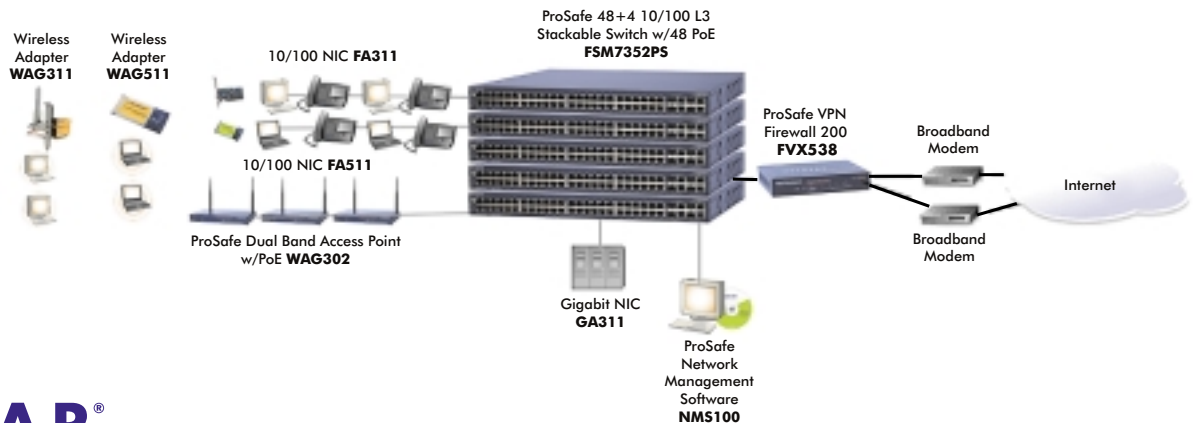 Wireless
Adapter
WAG311
Wireless
Adapter
WAG511
10/100 NIC FA311
10/100 NIC FA511
ProSafe 48+4 10/100 L3
Stackable Switch w/48 PoE
FSM7352PS
ProSafe VPN
Firewall 200
FVX538
Broadband
Modem
Internet
Broadband
Modem
ProSafe Dual Band Access Point
w/PoE WAG302
Gigabit NIC
GA311
ProSafe
Network
Management
Software
NMS100
AR®